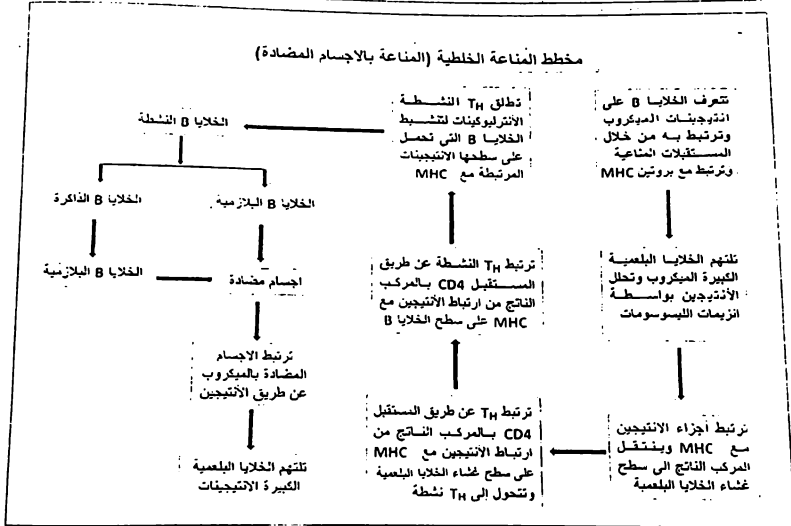 مخطط المناعة الخلطية (المناعة بالاجسام المضادة)
تتعرف الخلايا B على
انتيجينات الميكروب
وترتبط به من خلال
المستقبلات المناعية
وترتبط مع بروتين MHC
تلتهم الخلايا البلعمية
الكبيرة الميكروب وتحلل
الأنتيجين بواسطة
انزيمات الليسوسومات
ترتبط أجزاء الانتيجين
مع MHC وينتقل
المركب الناتج الى سطح
غشاء الخلايا البلعمية
ترتبط TH عن طريق المستقبل
CD4 بالمركب الناتج من
ارتباط الأنتيجين مع MHC
على سطح غشاء الخلايا البلعمية
وتتحول إلى TH نشطة
ترتبط TH النشطة عن طريق
المستقبل CD4 بالمركب
الناتج من ارتباط الأنتيجين مع
MHC على سطح الخلايا B
تطلق TH النشطة
الأنترليوكينات لتنشيط
الخلايا B التى تحمل
على سطحها الانتيجينات
المرتبطة مع MHC
الخلايا B النشطة
الخلايا B البلازمية
الخلايا B الذاكرة
الخلايا B البلازمية
اجسام مضادة
ترتبط الاجسام
المضادة بالميكروب
عن طريق الأنتيجين
تلتهم الخلايا البلعمية
الكبيرة الانتيجينات